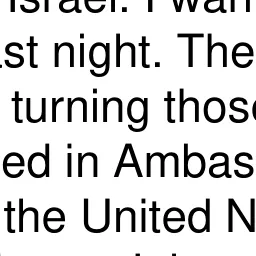 Israel. I wan
st night. The
turning those
ed in Ambas
the United N